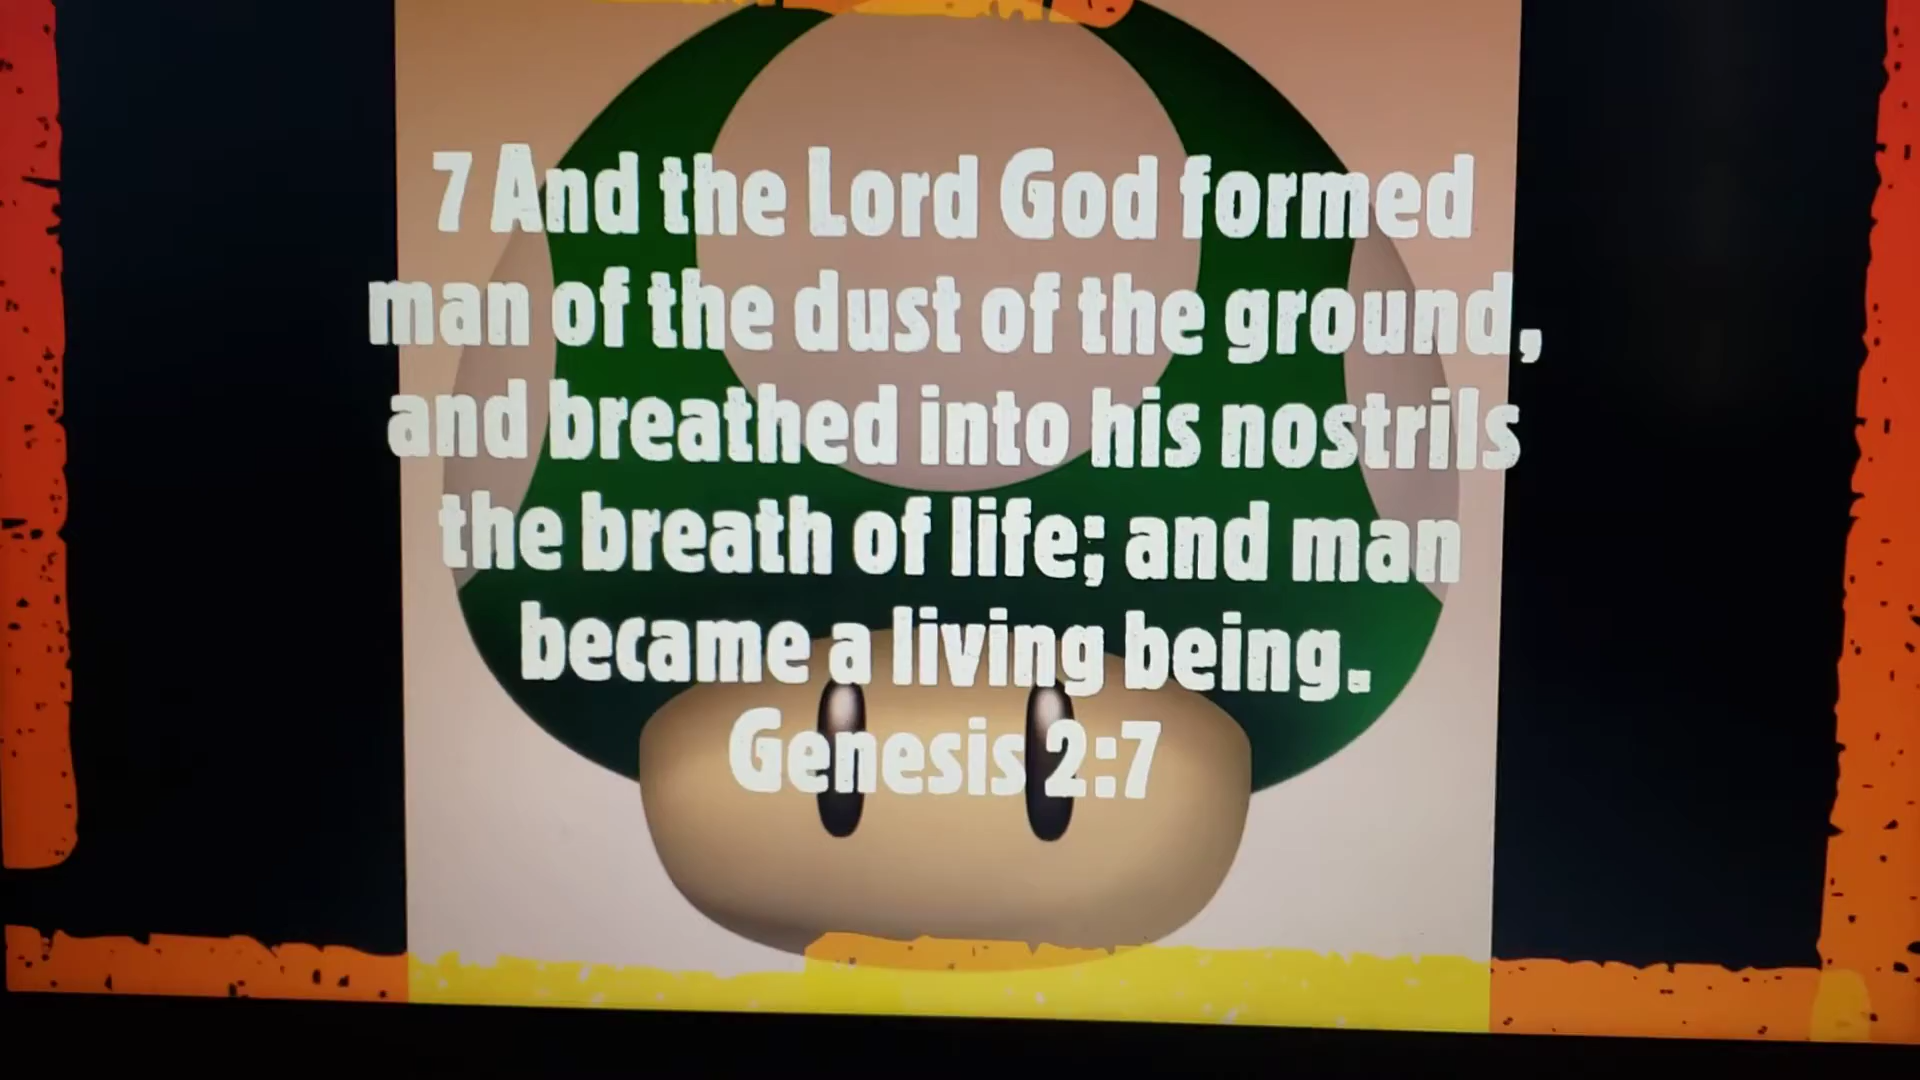 7 And the Lord God formed
man of the dust of the ground,
and breathed into his nostrils
the breath of life; and man
became a living being.
Genesis 2:7